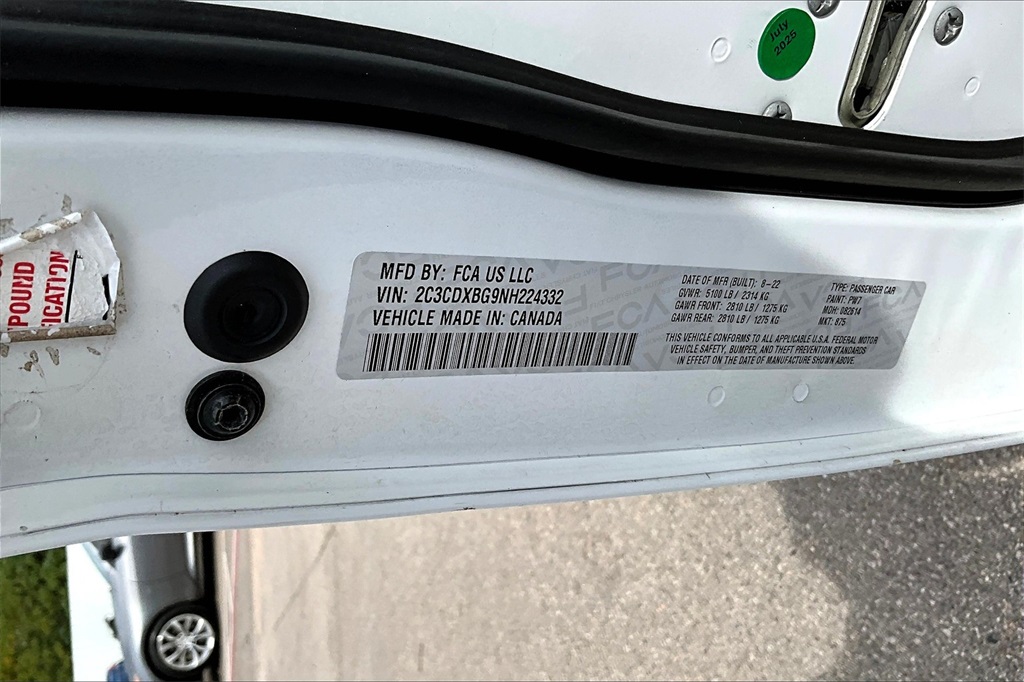 July
2025
POUND
FICATION
MFD BY: FCA US LLC
VIN: 2C3CDXBG9NH224332
VEHICLE MADE IN: CANADA
DATE OF MFR (BUILT): 8-22
GVWR: 5100 LB / 2314 KG
GAWR FRONT: 2810 LB / 1275 KG
GAWR REAR: 2810 LB / 1275 KG
TYPE: PASSENGER CAR
PAINT: PW7
MDH: 082614
MKT: 875
THIS VEHICLE CONFORMS TO ALL APPLICABLE U.S.A. FEDERAL MOTOR
VEHICLE SAFETY, BUMPER, AND THEFT PREVENTION STANDARDS
IN EFFECT ON THE DATE OF MANUFACTURE SHOWN ABOVE.